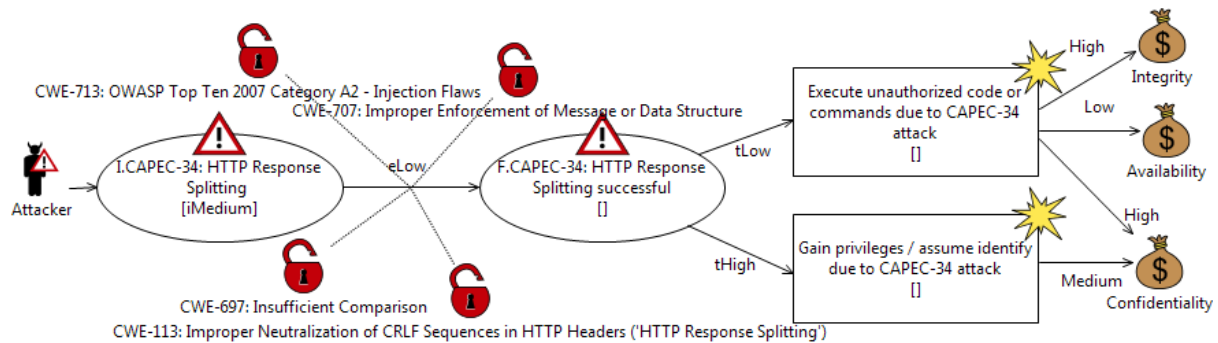 CWE-713: OWASP Top Ten 2007 Category A2 - Injection Flaws
CWE-707: Improper Enforcement of Message or Data Structure
Attacker
I.CAPEC-34: HTTP Response
Splitting
[iMedium]
eLow
F.CAPEC-34: HTTP Response
Splitting successful
[]
tLow
tHigh
Execute unauthorized code or
commands due to CAPEC-34
attack
[]
Gain privileges / assume identify
due to CAPEC-34 attack
[]
High
Low
High
Medium
$
Integrity
$
Availability
$
Confidentiality
CWE-697: Insufficient Comparison
CWE-113: Improper Neutralization of CRLF Sequences in HTTP Headers ('HTTP Response Splitting')